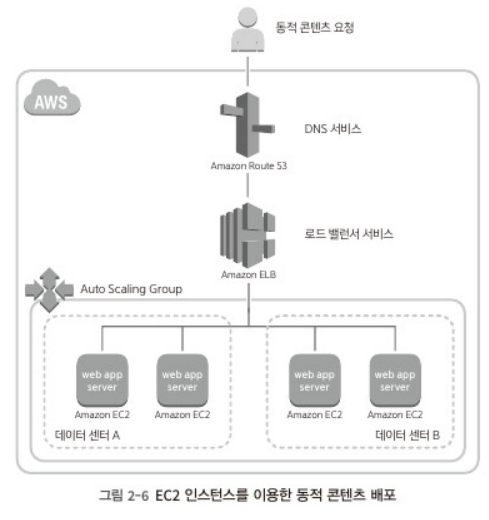 동적 콘텐츠 요청
AWS
DNS 서비스
Amazon Route 53
로드 밸런서 서비스
Amazon ELB
Auto Scaling Group
web app server
web app server
web app server
web app server
Amazon EC2
Amazon EC2
Amazon EC2
Amazon EC2
데이터 센터 A
데이터 센터 B
그림 2-6 EC2 인스턴스를 이용한 동적 콘텐츠 배포